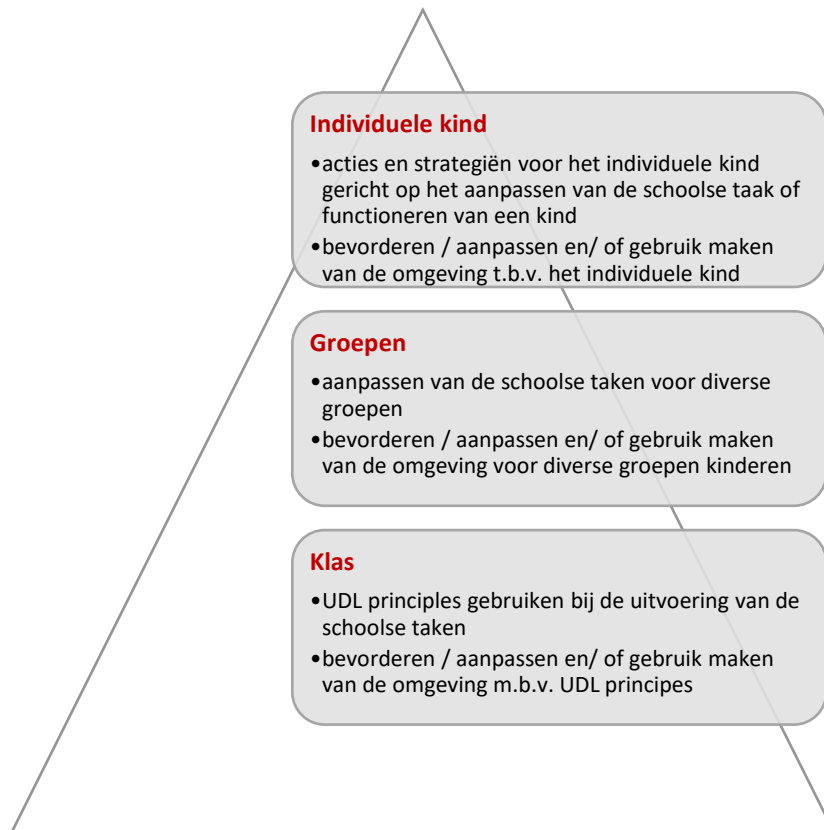 Individuele kind
•acties en strategiën voor het individuele kind
gericht op het aanpassen van de schoolse taak of
functioneren van een kind
•bevorderen / aanpassen en/ of gebruik maken
van de omgeving t.b.v. het individuele kind
Groepen
•aanpassen van de schoolse taken voor diverse
groepen
•bevorderen / aanpassen en/ of gebruik maken
van de omgeving voor diverse groepen kinderen
Klas
•UDL principles gebruiken bij de uitvoering van de
schoolse taken
•bevorderen / aanpassen en/ of gebruik maken
van de omgeving m.b.v. UDL principes